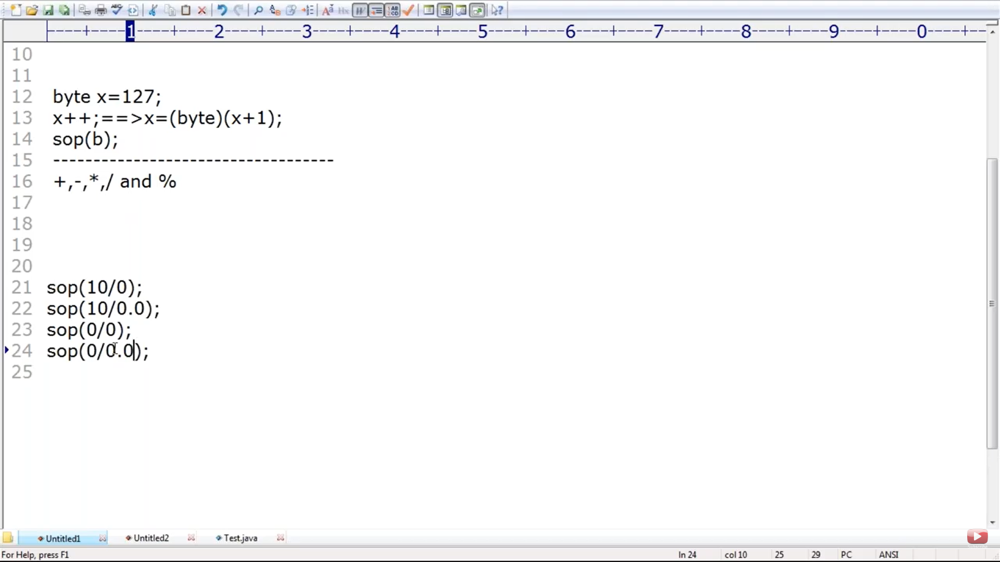 ----+----1----+----2----+----3----+----4----+----5----+----6----+----7----+----8----+----9----+----0----+--
10
11
12 byte x=127;
13 x++;==>x=(byte)(x+1);
14 sop(b);
15 -----------------------------------
16 +,-,*,/ and %
17
18
19
20
21 sop(10/0);
22 sop(10/0.0);
23 sop(0/0);
24 sop(0/0.0);
25
Untitled1 Untitled2 Test.java
For Help, press F1 ln 24 col 10 25 29 PC ANSI